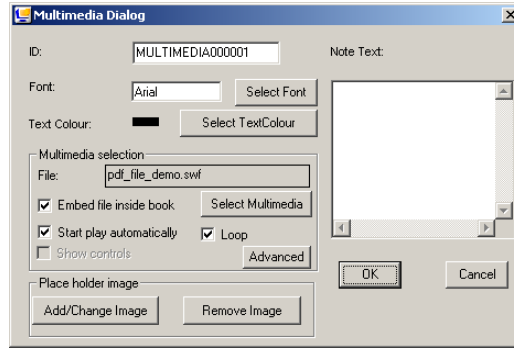 Multimedia Dialog
ID: MULTIMEDIA000001 Note Text:
Font: Arial Select Font
Text Colour: Select TextColour
Multimedia selection
File: pdf_file_demo.swf
Embed file inside book Select Multimedia
Start play automatically Loop
Show controls Advanced
OK Cancel
Place holder image
Add/Change Image Remove Image